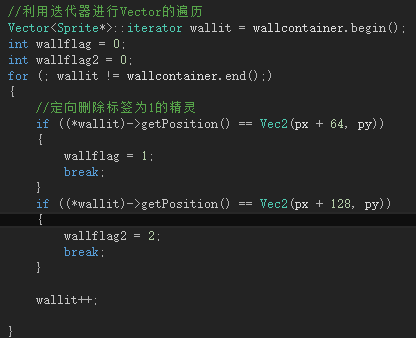 //利用迭代器进行Vector的遍历
Vector<Sprite*>::iterator wallit = wallcontainer.begin();
int wallflag = 0;
int wallflag2 = 0;
for (; wallit != wallcontainer.end();)
{
//定向删除标签为1的精灵
if ((*wallit)->getPosition() == Vec2(px + 64, py))
{
wallflag = 1;
break;
}
if ((*wallit)->getPosition() == Vec2(px + 128, py))
{
wallflag2 = 2;
break;
}
wallit++;
}